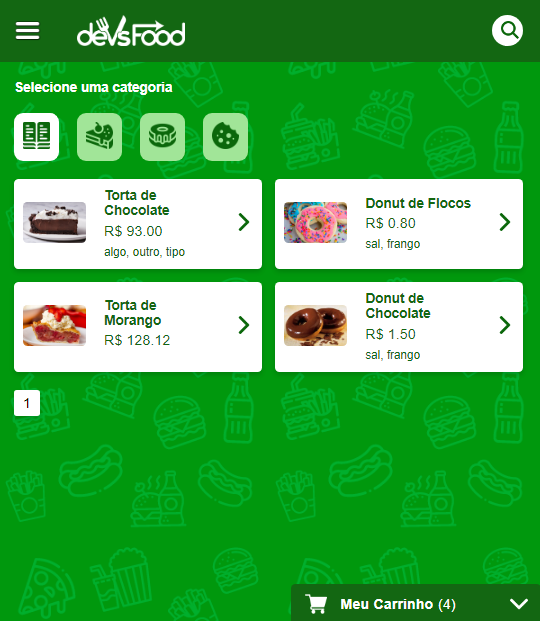 devsFood
Selecione uma categoria
Torta de
Chocolate
R$ 93.00
algo, outro, tipo
Donut de Flocos
R$ 0.80
sal, frango
Torta de
Morango
R$ 128.12
Donut de
Chocolate
R$ 1.50
sal, frango
1
Meu Carrinho (4)